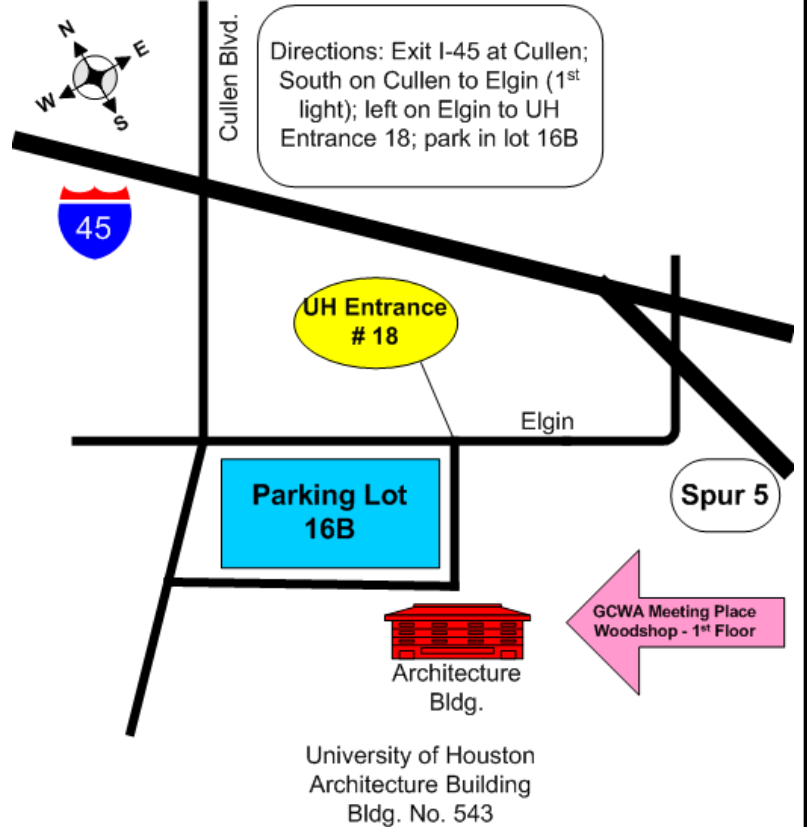 N
E
W
S
Cullen Blvd.
Directions: Exit I-45 at Cullen;
South on Cullen to Elgin (1st
light); left on Elgin to UH
Entrance 18; park in lot 16B
45
UH Entrance
# 18
Elgin
Parking Lot
16B
Spur 5
GCWA Meeting Place
Woodshop - 1st Floor
Architecture
Bldg.
University of Houston
Architecture Building
Bldg. No. 543